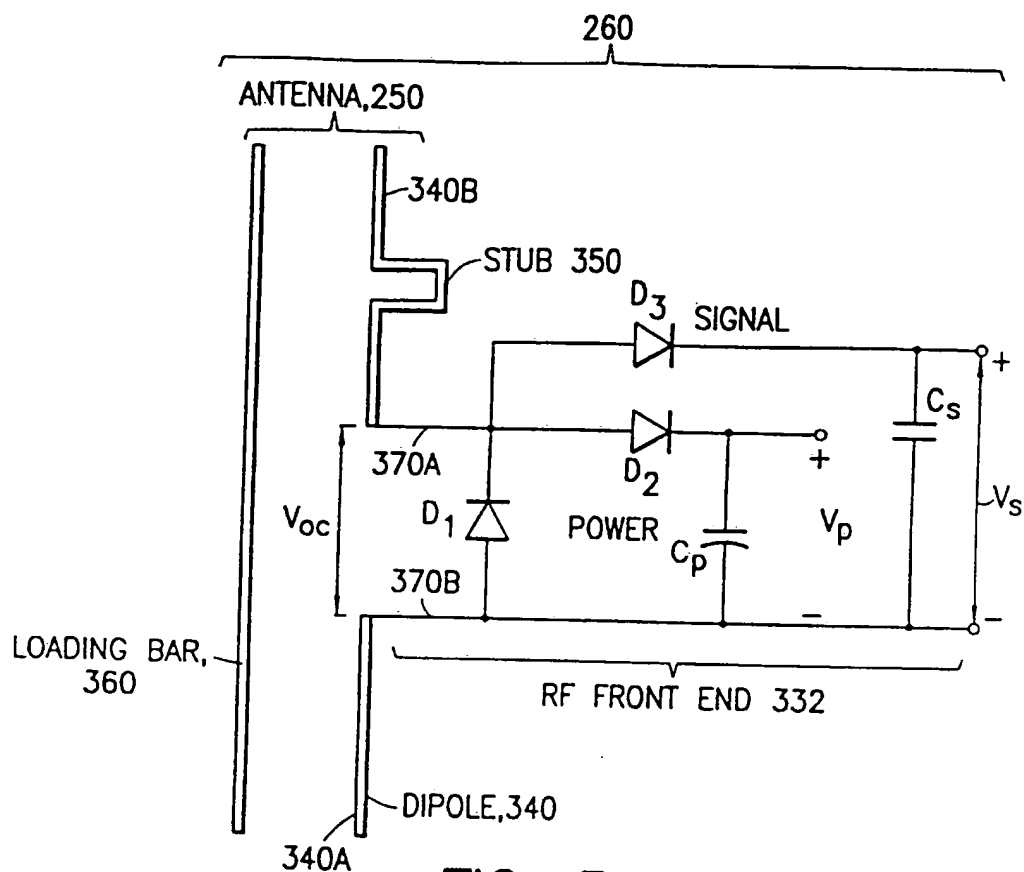 260
ANTENNA,250
340B
STUB 350
D3
SIGNAL
Cs
+
370A
D2
+
Voc
D1
POWER
Cp
Vp
Vs
370B
−
−
LOADING BAR,
360
RF FRONT END 332
DIPOLE,340
340A